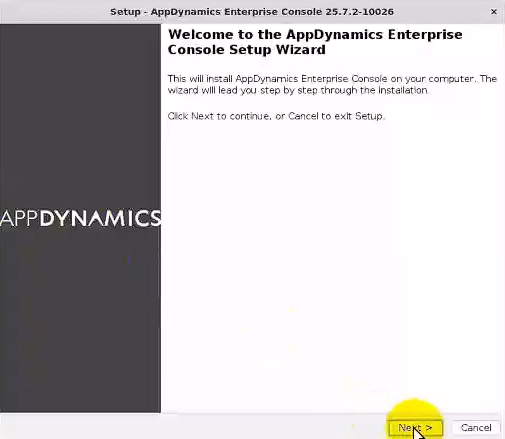 Setup - AppDynamics Enterprise Console 25.7.2-10026
×
Welcome to the AppDynamics Enterprise
Console Setup Wizard
This will install AppDynamics Enterprise Console on your computer. The
wizard will lead you step by step through the installation.
Click Next to continue, or Cancel to exit Setup.
APPDYNAMICS
Next >
Cancel